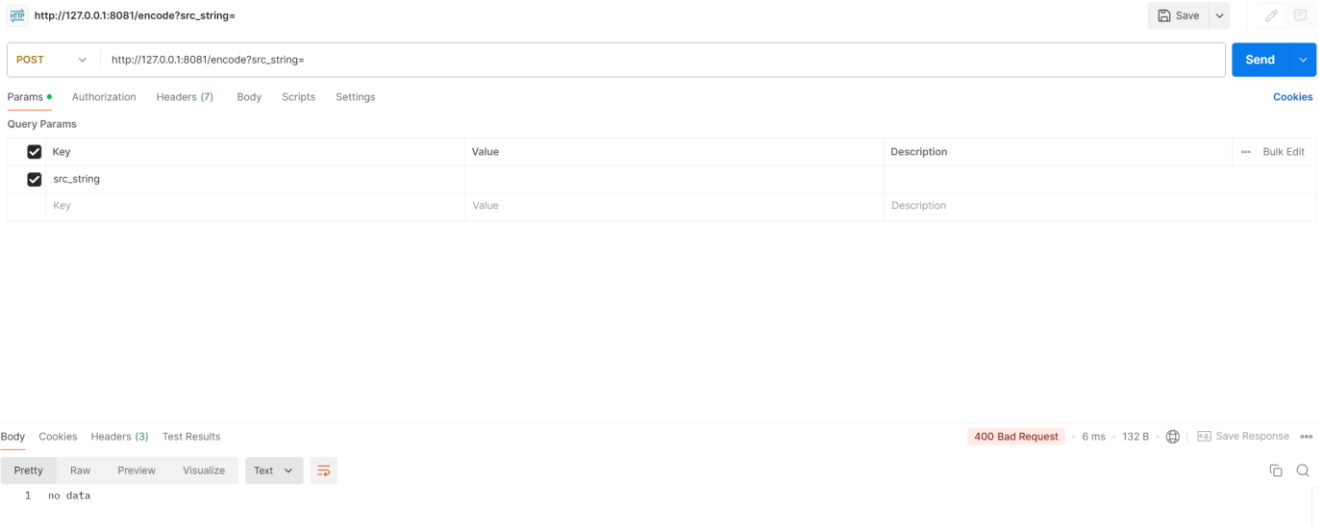 HTTP http://127.0.0.1:8081/encode?src_string= Save
POST http://127.0.0.1:8081/encode?src_string= Send
Params Authorization Headers (7) Body Scripts Settings Cookies
Query Params
Key Value Description ••• Bulk Edit
src_string
Key Value Description
Body Cookies Headers (3) Test Results 400 Bad Request • 6 ms • 132 B • e.g. Save Response •••
Pretty Raw Preview Visualize Text
1 no data